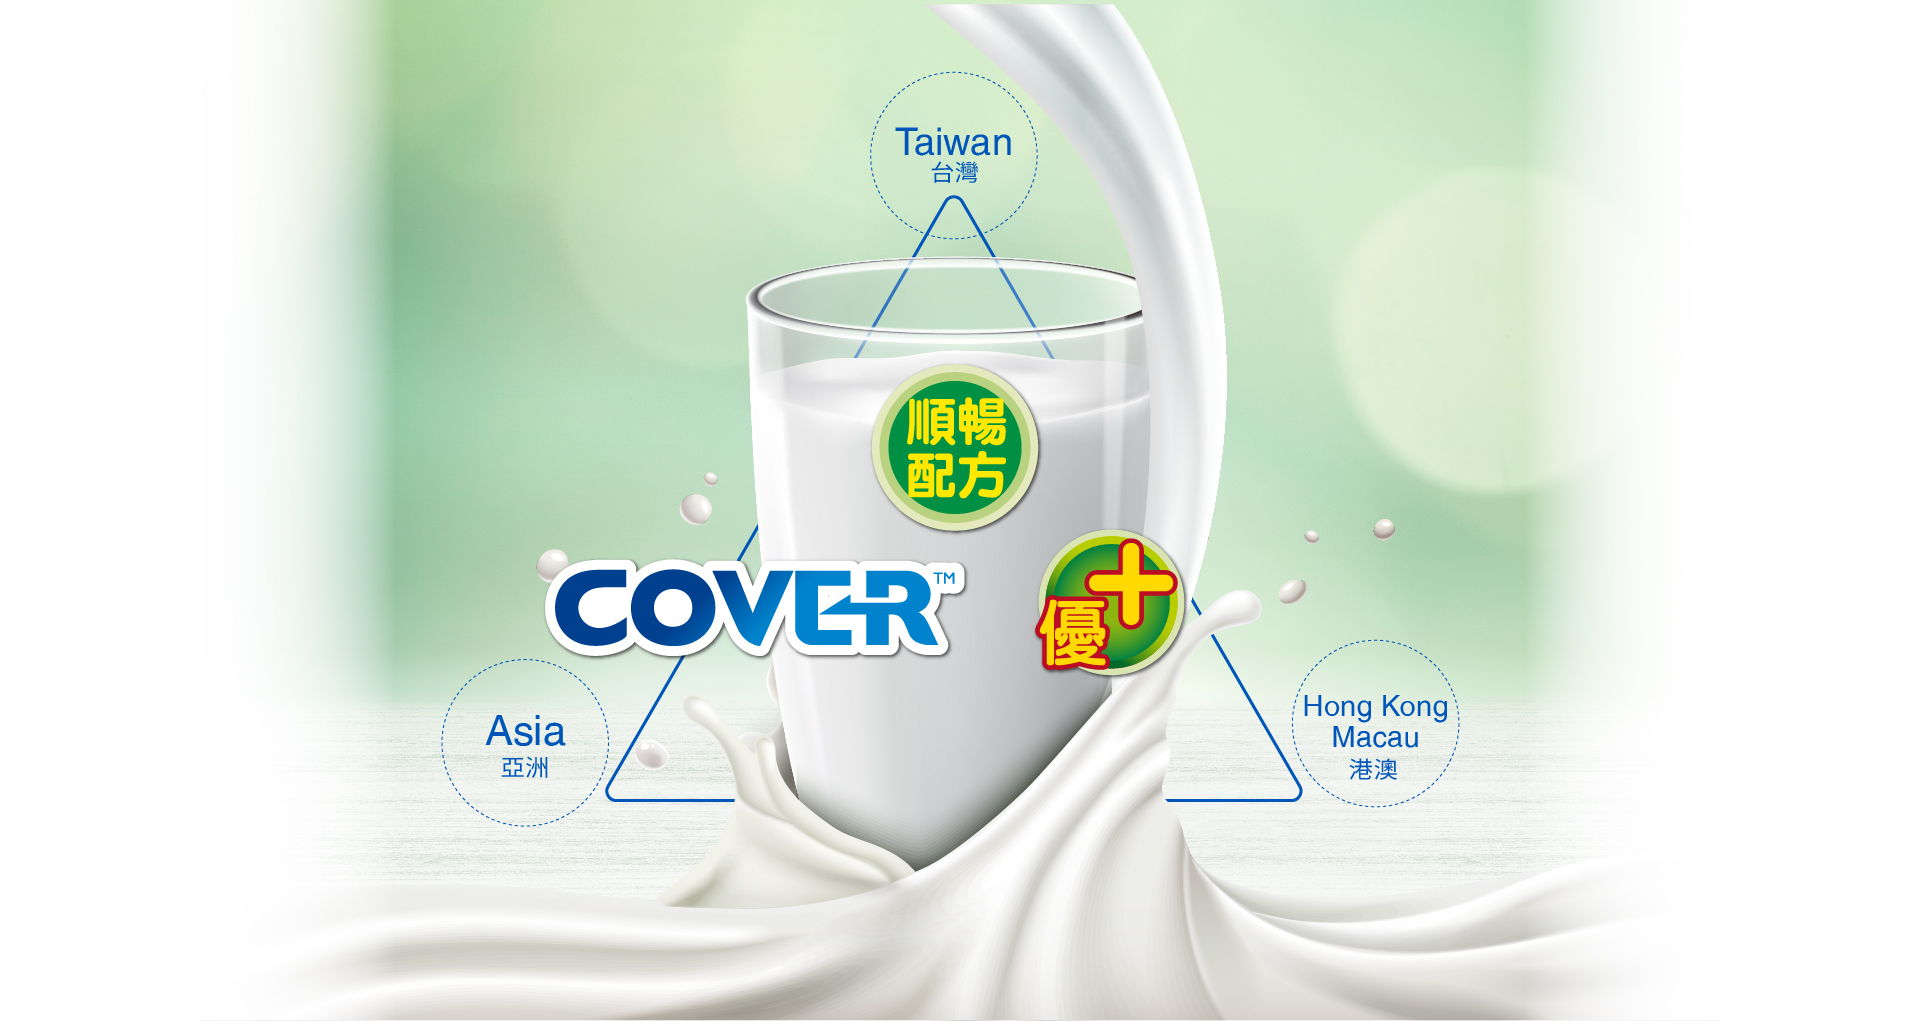 Taiwan
台灣
順暢
配方
COVER™
優+
Asia
亞洲
Hong Kong
Macau
港澳